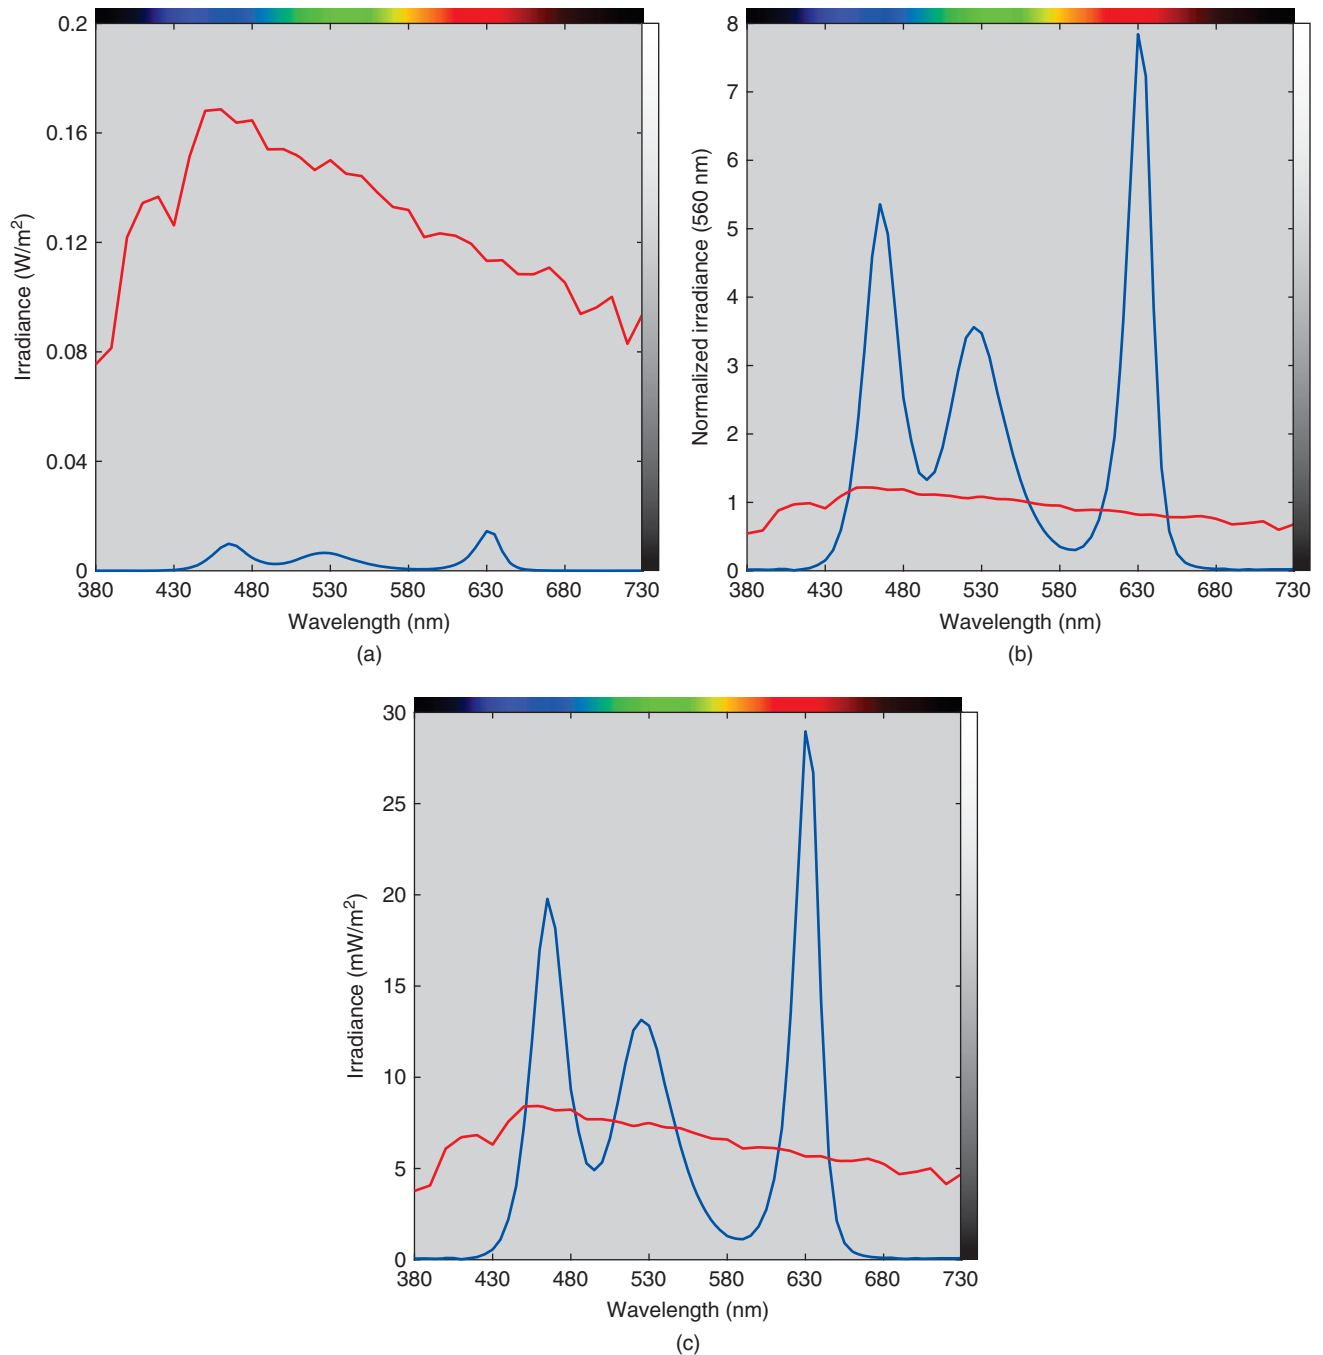 0.2
0.16
0.12
0.08
0.04
0
380 430 480 530 580 630 680 730
Irradiance (W/m²)
Wavelength (nm)
(a)
8
7
6
5
4
3
2
1
0
380 430 480 530 580 630 680 730
Normalized irradiance (560 nm)
Wavelength (nm)
(b)
30
25
20
15
10
5
0
380 430 480 530 580 630 680 730
Irradiance (mW/m²)
Wavelength (nm)
(c)